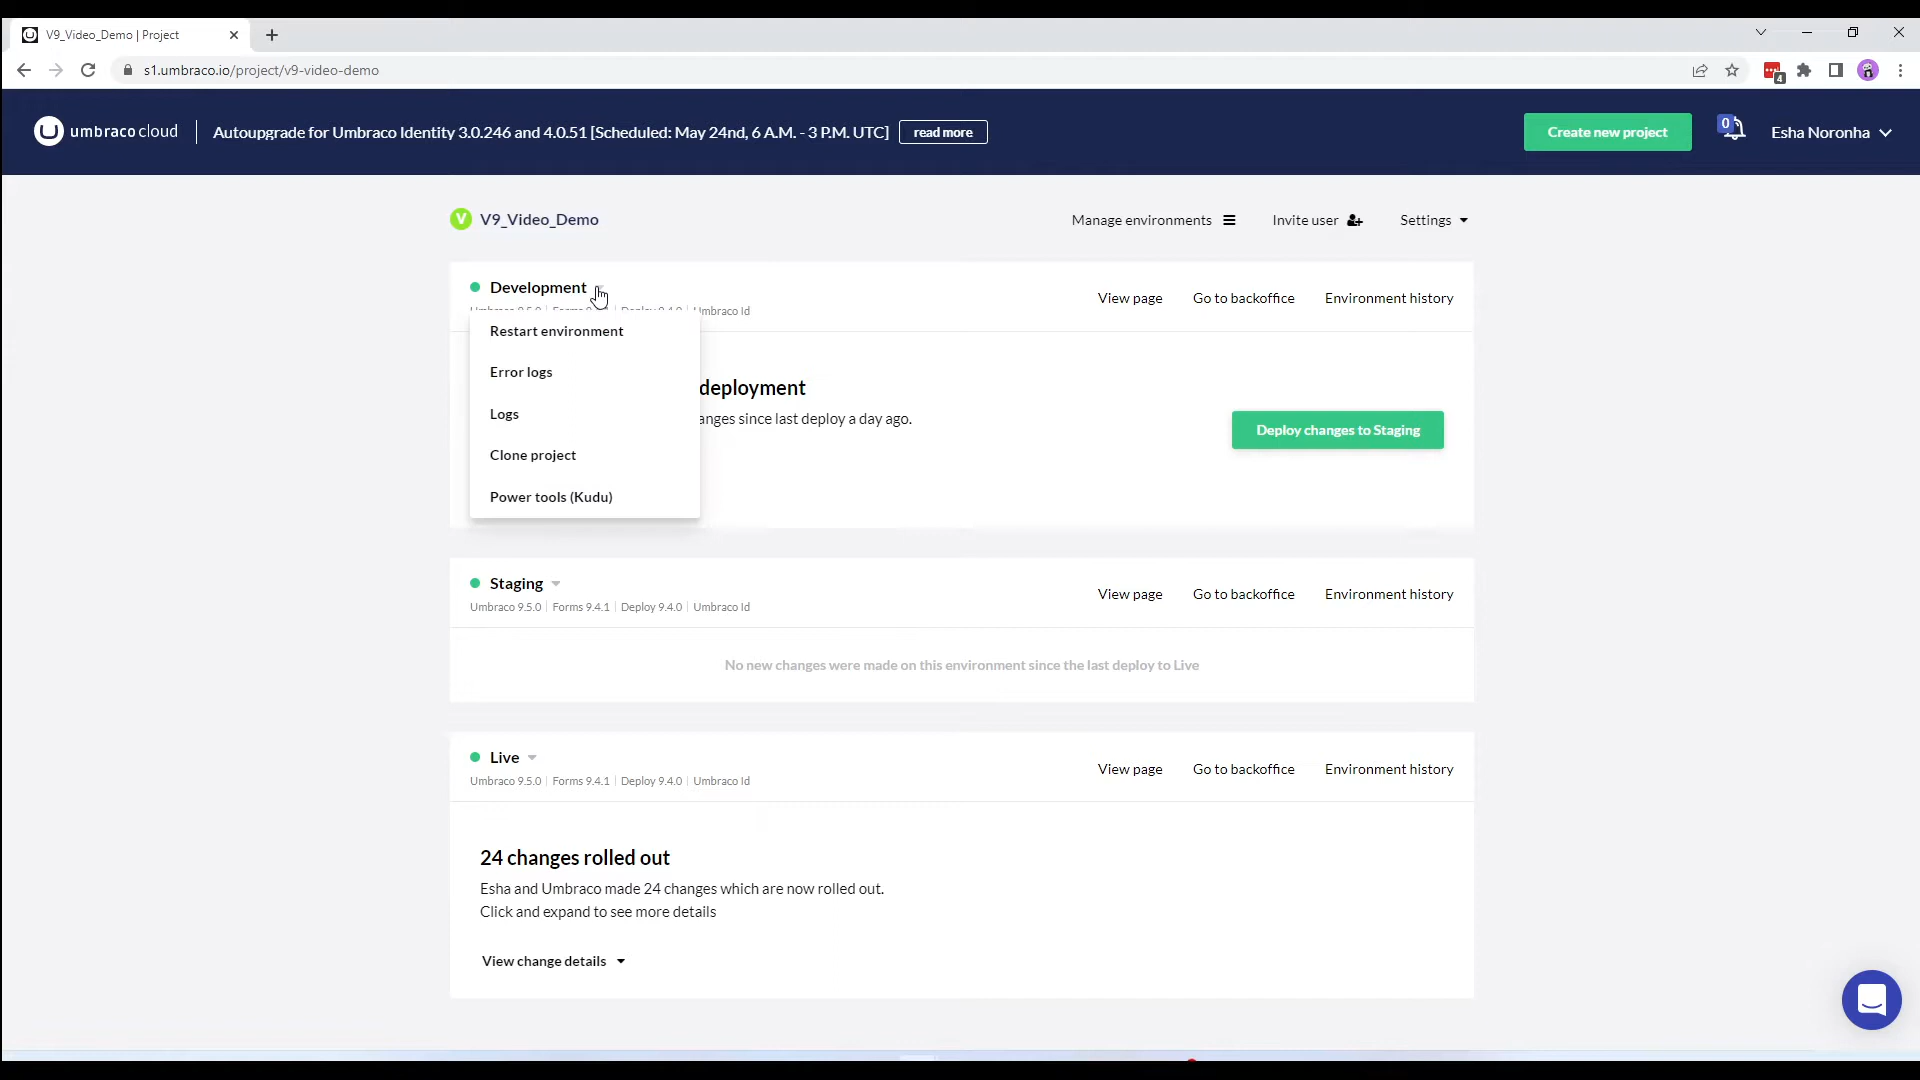 V9_Video_Demo | Project
s1.umbraco.io/project/v9-video-demo
4
umbraco cloud
Autoupgrade for Umbraco Identity 3.0.246 and 4.0.51 [Scheduled: May 24nd, 6 A.M. - 3 P.M. UTC]
read more
Create new project
0
Esha Noronha
V V9_Video_Demo
Manage environments
Invite user
Settings
Development
Umbraco Id
View page
Go to backoffice
Environment history
Restart environment
Error logs
Logs
Clone project
Power tools (Kudu)
deployment
anges since last deploy a day ago.
Deploy changes to Staging
Staging
Umbraco 9.5.0 | Forms 9.4.1 | Deploy 9.4.0 | Umbraco Id
View page
Go to backoffice
Environment history
No new changes were made on this environment since the last deploy to Live
Live
Umbraco 9.5.0 | Forms 9.4.1 | Deploy 9.4.0 | Umbraco Id
View page
Go to backoffice
Environment history
24 changes rolled out
Esha and Umbraco made 24 changes which are now rolled out.
Click and expand to see more details
View change details